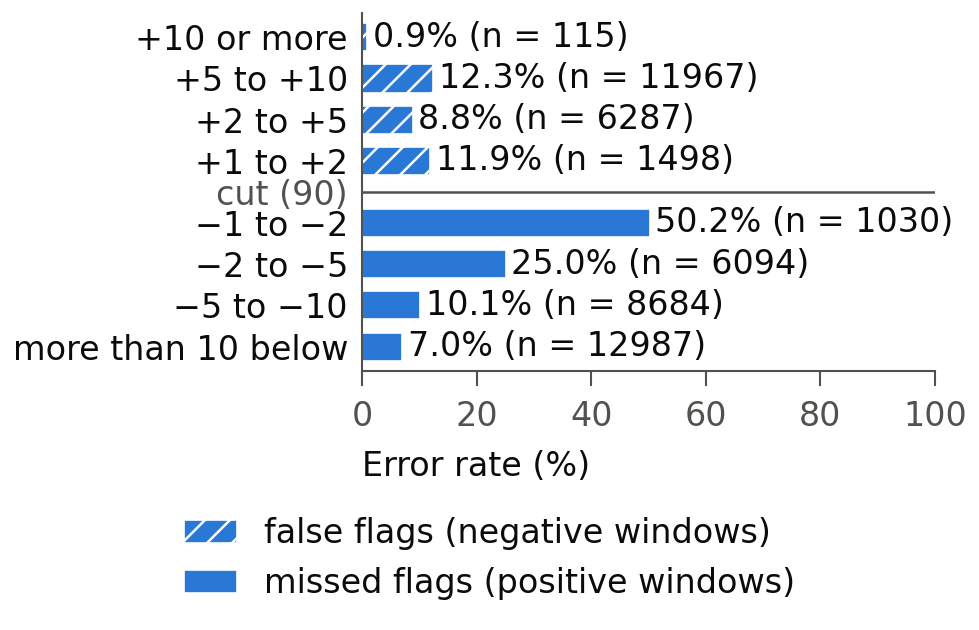 +10 or more 0.9% (n = 115)
+5 to +10 12.3% (n = 11967)
+2 to +5 8.8% (n = 6287)
+1 to +2 11.9% (n = 1498)
cut (90)
−1 to −2 50.2% (n = 1030)
−2 to −5 25.0% (n = 6094)
−5 to −10 10.1% (n = 8684)
more than 10 below 7.0% (n = 12987)
0 20 40 60 80 100
Error rate (%)
false flags (negative windows)
missed flags (positive windows)